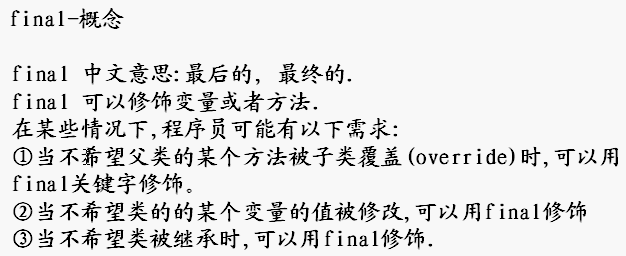 final-概念
final 中文意思:最后的, 最终的.
final 可以修饰变量或者方法.
在某些情况下,程序员可能有以下需求:
①当不希望父类的某个方法被子类覆盖(override)时,可以用
final关键字修饰。
②当不希望类的的某个变量的值被修改,可以用final修饰
③当不希望类被继承时,可以用final修饰.